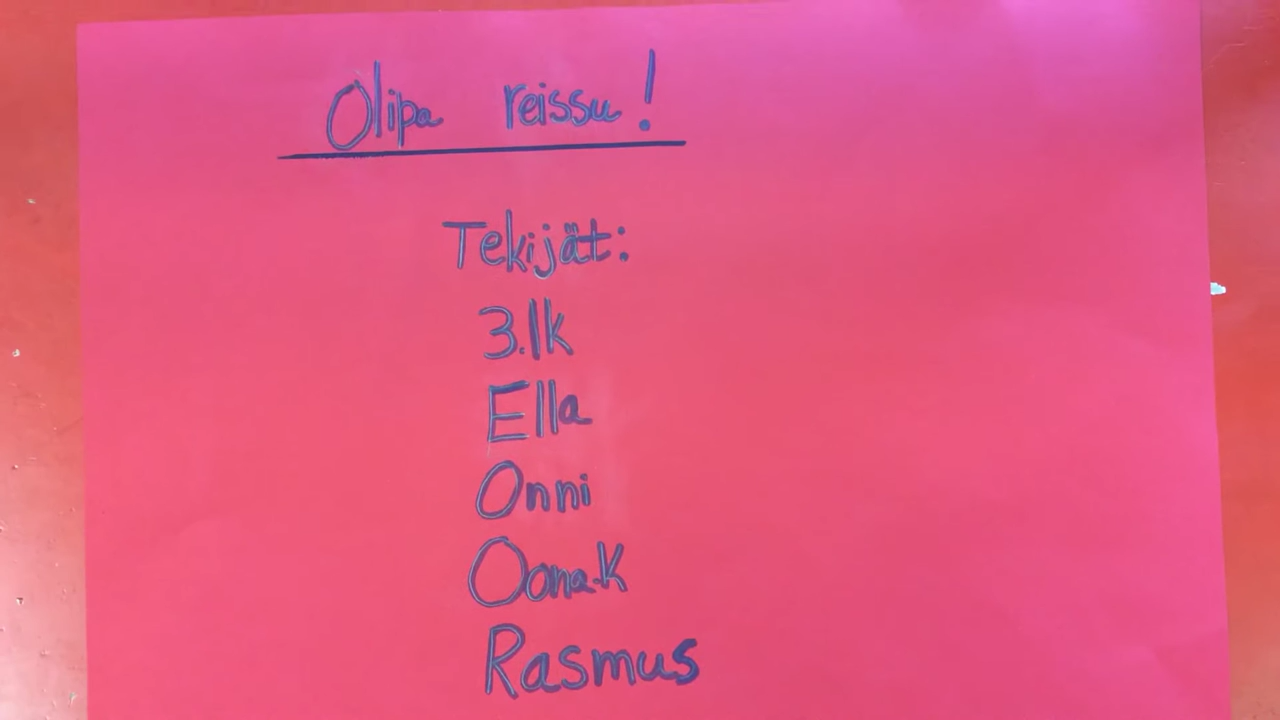 Olipa reissu!
Tekijät:
3.lk
Ella
Onni
Oona.K
Rasmus